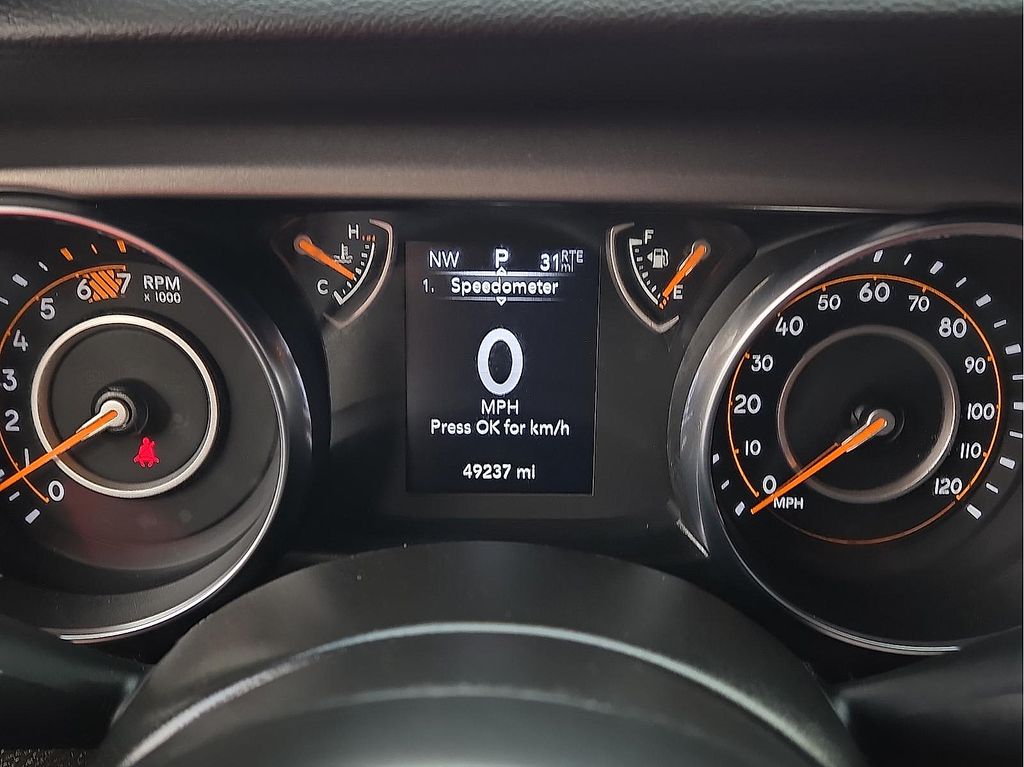 7
6
5
4
3
2
1
0
RPM
x 1000
H
C
NW P 31 RTE mi
1. Speedometer
0
MPH
Press OK for km/h
49237 mi
F
E
0
10
20
30
40
50
60
70
80
90
100
110
120
MPH